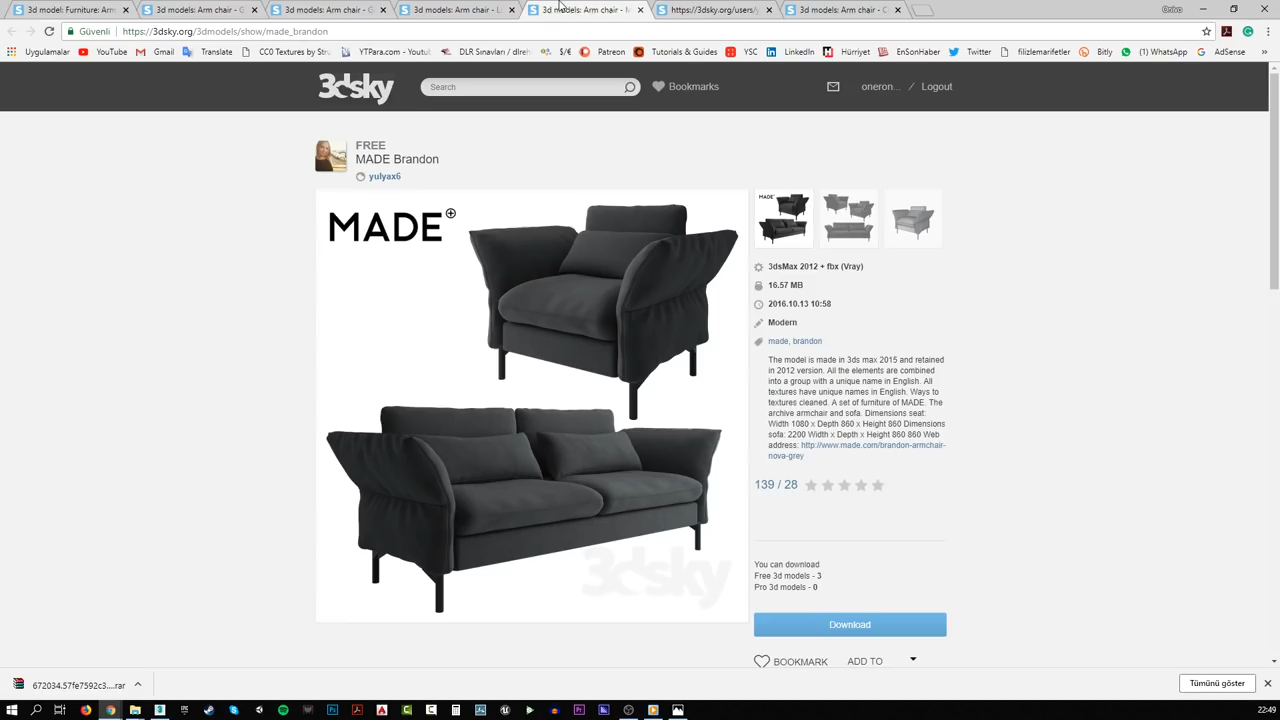 3d model: Furniture: Arm
3d models: Arm chair - G
3d models: Arm chair - G
3d models: Arm chair - L
3d models: Arm chair - M
https://3dsky.org/users/
3d models: Arm chair - C
Onivo
Güvenli
https://3dsky.org/3dmodels/show/made_brandon
Uygulamalar
YouTube
Gmail
Translate
CC0 Textures by Stru
YTPara.com - Youtub
DLR Sınavları / dlreh
$/€
Patreon
Tutorials & Guides
YSC
LinkedIn
Hürriyet
EnSonHaber
Twitter
filizlemarifetler
Bitly
(1) WhatsApp
AdSense
3dsky
Search
Bookmarks
oneron... / Logout
FREE
MADE Brandon
yulyax6
MADE
3dsMax 2012 + fbx (Vray)
16.57 MB
2016.10.13 10:58
Modern
made, brandon
The model is made in 3ds max 2015 and retained
in 2012 version. All the elements are combined
into a group with a unique name in English. All
textures have unique names in English. Ways to
textures cleaned. A set of furniture of MADE. The
archive armchair and sofa. Dimensions seat:
Width 1080 x Depth 860 x Height 860 Dimensions
sofa: 2200 Width x Depth x Height 860 860 Web
address: http://www.made.com/brandon-armchair-
nova-grey
139 / 28
You can download
Free 3d models - 3
Pro 3d models - 0
Download
BOOKMARK
ADD TO
3dsky
672034.57fe7592c3....rar
Tümünü göster
22:49